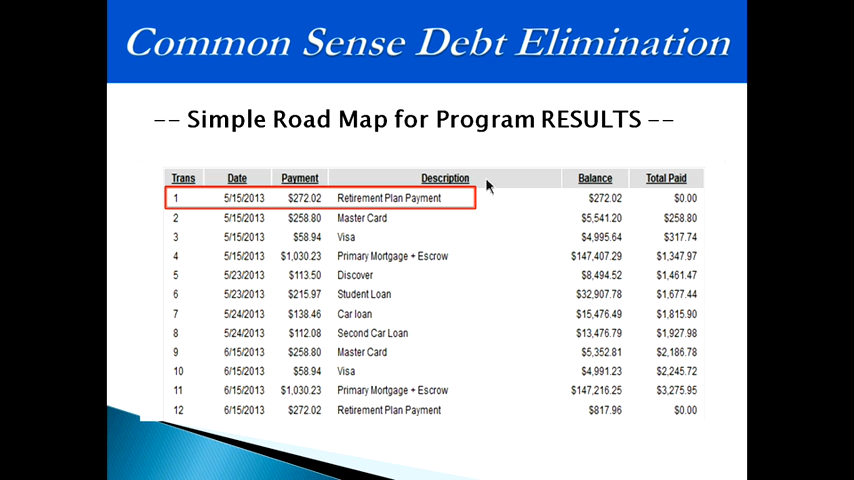 Common Sense Debt Elimination
-- Simple Road Map for Program RESULTS --
Trans Date Payment Description Balance Total Paid
1 5/15/2013 $272.02 Retirement Plan Payment $272.02 $0.00
2 5/15/2013 $258.80 Master Card $5,541.20 $258.80
3 5/15/2013 $58.94 Visa $4,995.64 $317.74
4 5/15/2013 $1,030.23 Primary Mortgage + Escrow $147,407.29 $1,347.97
5 5/23/2013 $113.50 Discover $8,494.52 $1,461.47
6 5/23/2013 $215.97 Student Loan $32,907.78 $1,677.44
7 5/24/2013 $138.46 Car loan $15,476.49 $1,815.90
8 5/24/2013 $112.08 Second Car Loan $13,476.79 $1,927.98
9 6/15/2013 $258.80 Master Card $5,352.81 $2,186.78
10 6/15/2013 $58.94 Visa $4,991.23 $2,245.72
11 6/15/2013 $1,030.23 Primary Mortgage + Escrow $147,216.25 $3,275.95
12 6/15/2013 $272.02 Retirement Plan Payment $817.96 $0.00